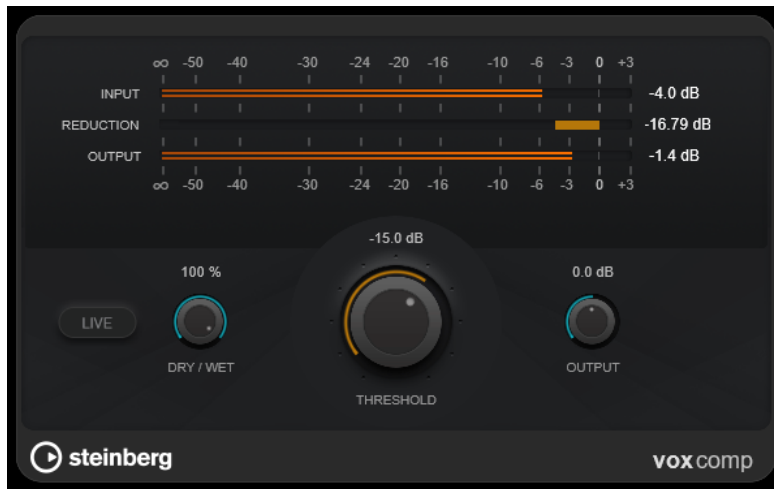 ∞ -50 -40 -30 -24 -20 -16 -10 -6 -3 0 +3
INPUT -4.0 dB
REDUCTION -16.79 dB
OUTPUT -1.4 dB
∞ -50 -40 -30 -24 -20 -16 -10 -6 -3 0 +3
-15.0 dB
100 % 0.0 dB
LIVE
DRY / WET OUTPUT
THRESHOLD
steinberg voxcomp